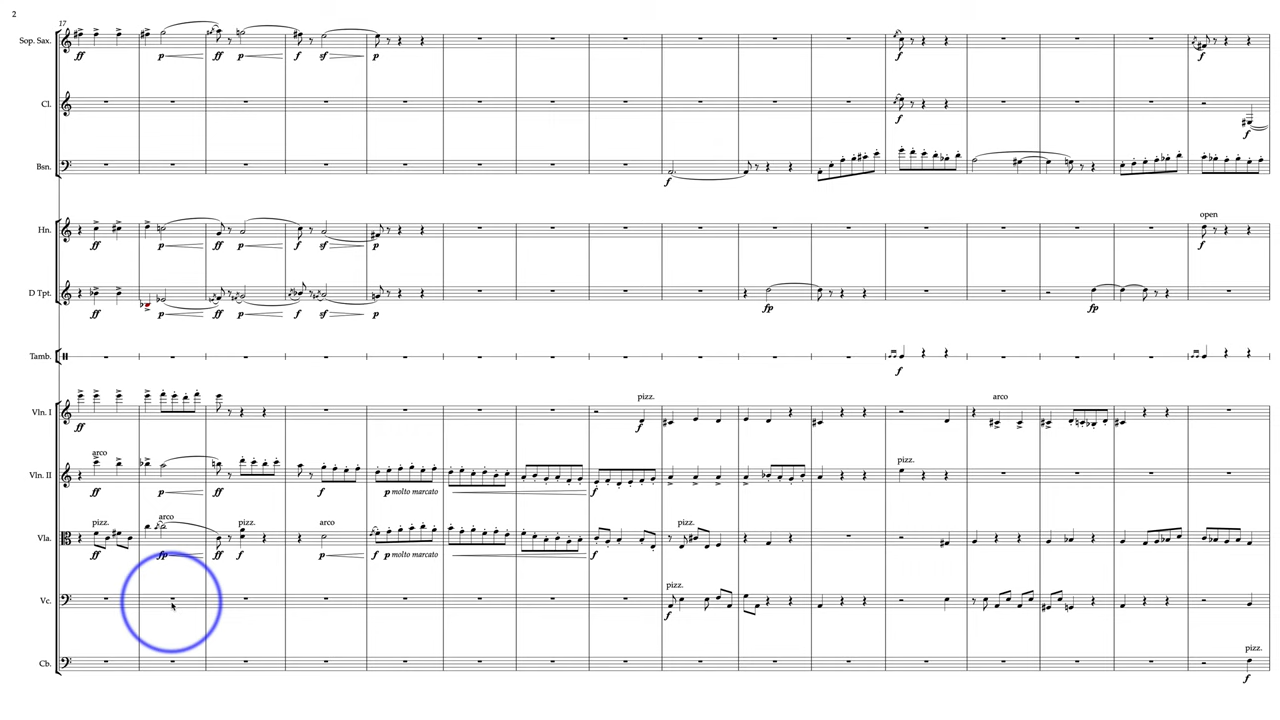 2
17
Sop. Sax.
ff p ff p f sf p f f
Cl.
f f
Bsn.
f
open
Hn.
ff p ff p f sf p f
D Tpt.
ff p ff p f sf p fp fp
Tamb.
f f
pizz. arco
Vln. I
ff f
arco pizz.
Vln. II
ff p ff f p molto marcato f
pizz. arco pizz. arco pizz.
Vla.
ff fp ff f p f p molto marcato f
pizz.
Vc.
f
pizz.
Cb.
f